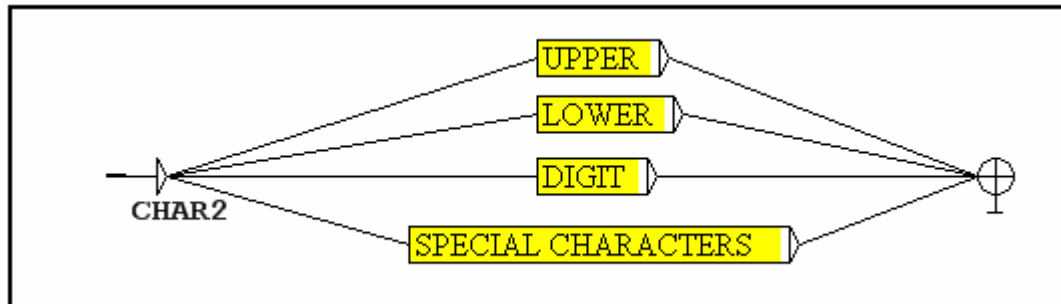 UPPER
LOWER
DIGIT
CHAR2
SPECIAL CHARACTERS